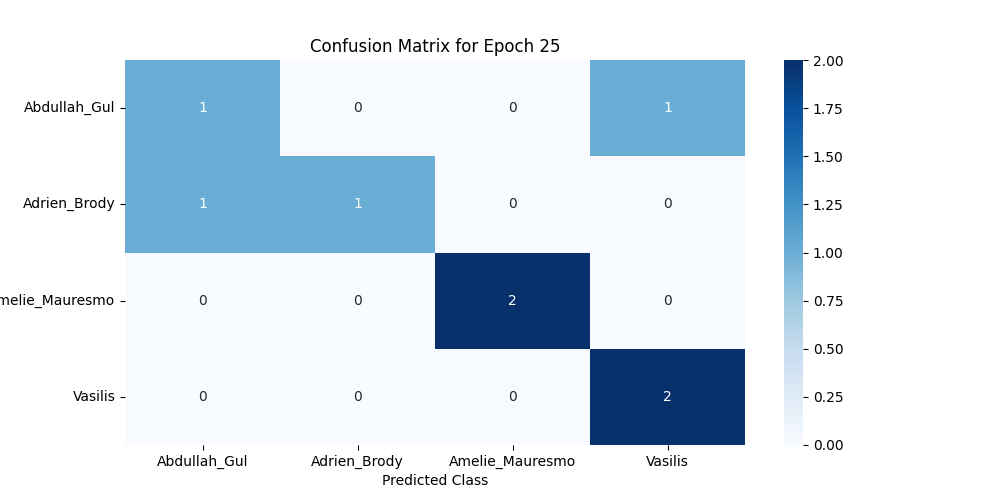 Confusion Matrix for Epoch 25
Abdullah_Gul 1 0 0 1
Adrien_Brody 1 1 0 0
melie_Mauresmo 0 0 2 0
Vasilis 0 0 0 2
Abdullah_Gul Adrien_Brody Amelie_Mauresmo Vasilis
Predicted Class
2.00
1.75
1.50
1.25
1.00
0.75
0.50
0.25
0.00